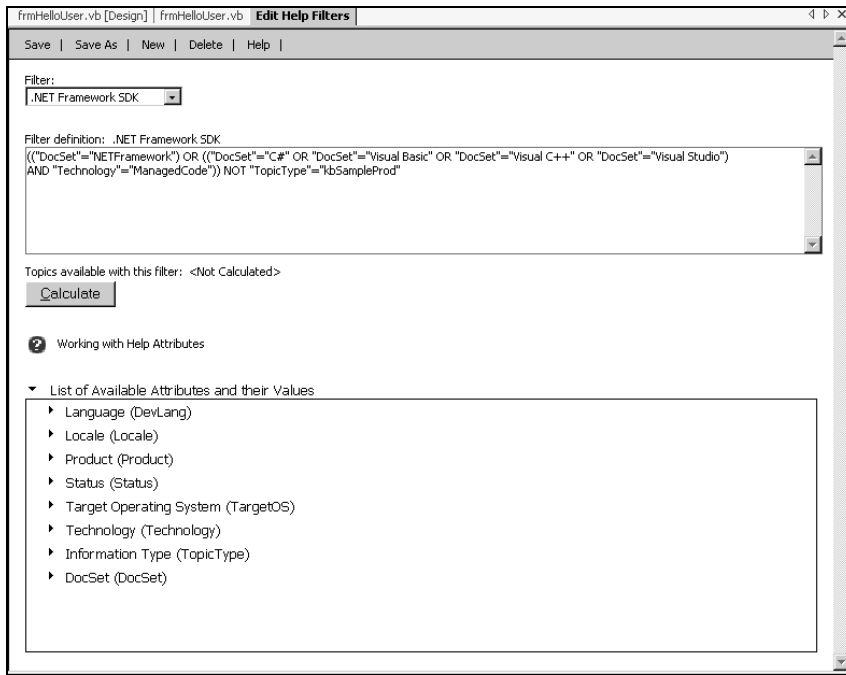 frmHelloUser.vb [Design] | frmHelloUser.vb Edit Help Filters
Save | Save As | New | Delete | Help |
Filter:
.NET Framework SDK
Filter definition: .NET Framework SDK
(("DocSet"="NETFramework") OR (("DocSet"="C#" OR "DocSet"="Visual Basic" OR "DocSet"="Visual C++" OR "DocSet"="Visual Studio")
AND "Technology"="ManagedCode")) NOT "TopicType"="kbSampleProd"
Topics available with this filter: <Not Calculated>
Calculate
Working with Help Attributes
List of Available Attributes and their Values
Language (DevLang)
Locale (Locale)
Product (Product)
Status (Status)
Target Operating System (TargetOS)
Technology (Technology)
Information Type (TopicType)
DocSet (DocSet)